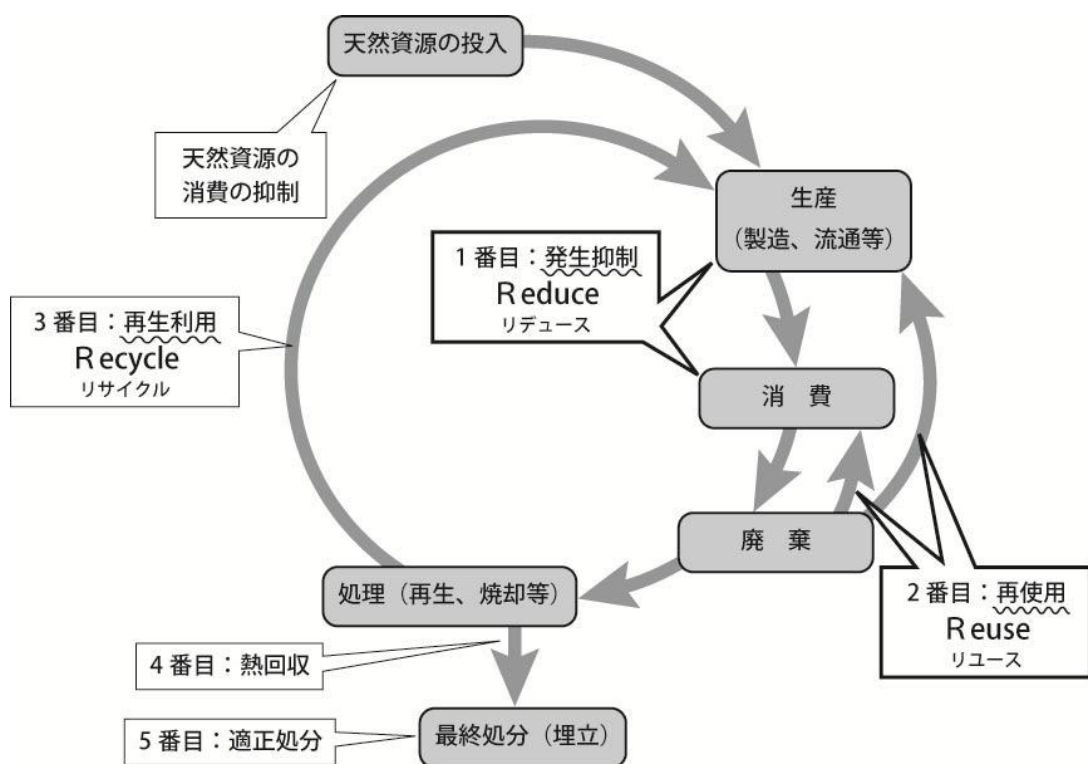 天然資源の投入
天然資源の
消費の抑制
生産
（製造、流通等）
1 番目：発生抑制
Reduce
リデュース
3 番目：再生利用
Recycle
リサイクル
消　費
廃　棄
2 番目：再使用
Reuse
リユース
処理（再生、焼却等）
4 番目：熱回収
最終処分（埋立）
5 番目：適正処分